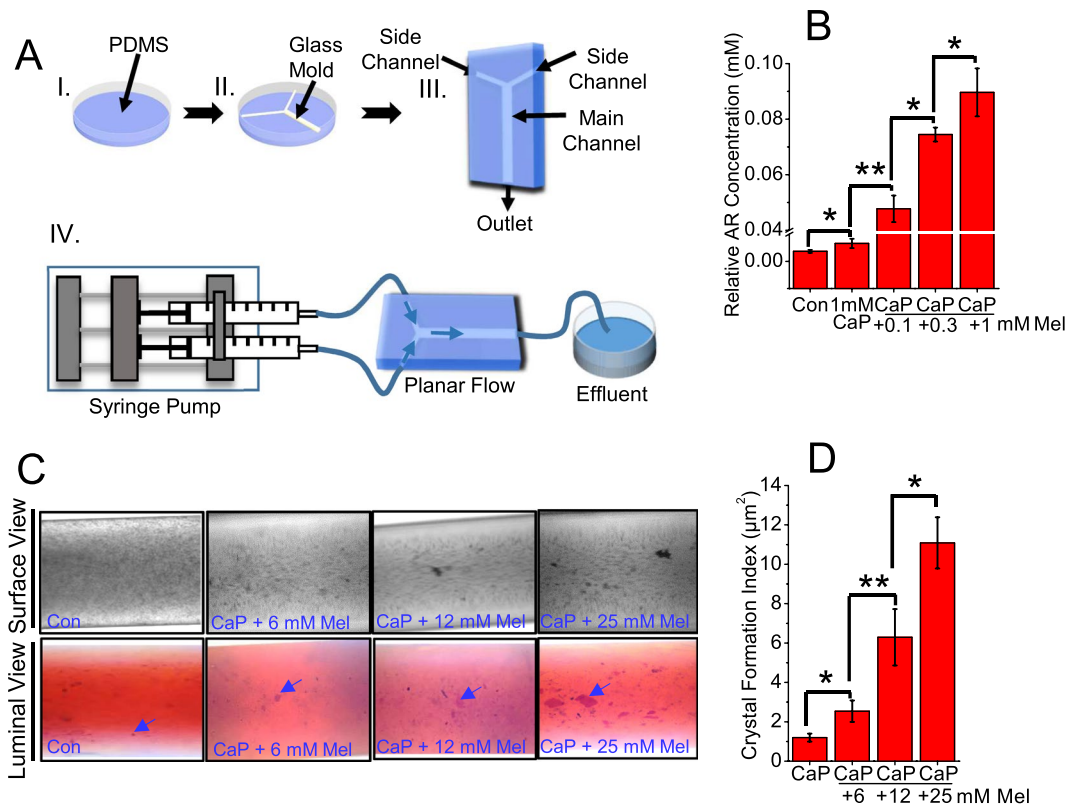 A
PDMS
I.
Glass
Mold
II.
Side
Channel
Side
Channel
III.
Main
Channel
Outlet
IV.
Syringe Pump
Planar Flow
Effluent
B
Relative AR Concentration (mM)
0.10
0.08
0.06
0.04
0.00
*
**
*
*
Con 1mM CaP CaP CaP
CaP +0.1 +0.3 +1 mM Mel
C
Surface View
Con
CaP + 6 mM Mel
CaP + 12 mM Mel
CaP + 25 mM Mel
Luminal View
Con
CaP + 6 mM Mel
CaP + 12 mM Mel
CaP + 25 mM Mel
D
Crystal Formation Index (µm²)
14
12
10
8
6
4
2
0
*
**
*
CaP CaP CaP CaP
+6 +12 +25 mM Mel